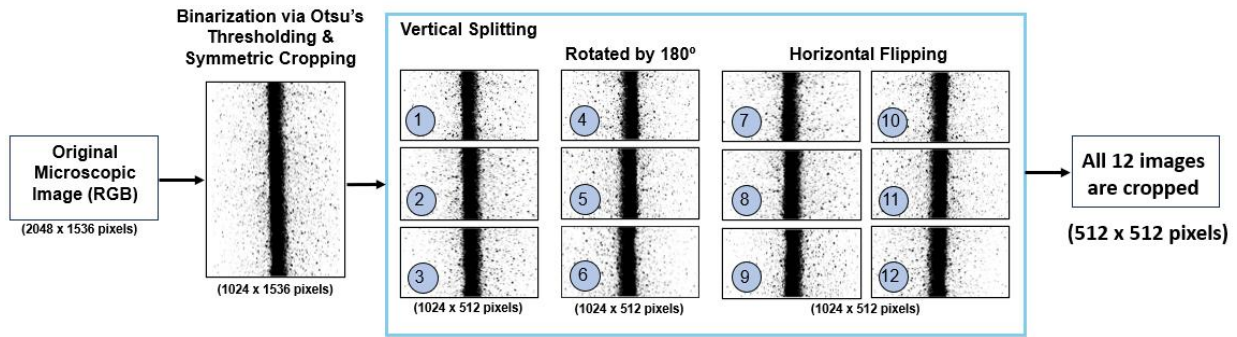 Binarization via Otsu's
Thresholding &
Symmetric Cropping
Original
Microscopic
Image (RGB)
(2048 x 1536 pixels)
(1024 x 1536 pixels)
Vertical Splitting
Rotated by 180º
Horizontal Flipping
1
4
7
10
2
5
8
11
3
6
9
12
(1024 x 512 pixels)
(1024 x 512 pixels)
(1024 x 512 pixels)
All 12 images
are cropped
(512 x 512 pixels)